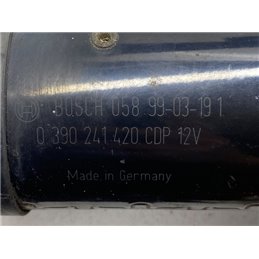 BOSCH 058 99-03-19 1
0 390 241 420 CDP 12V
Made in Germany